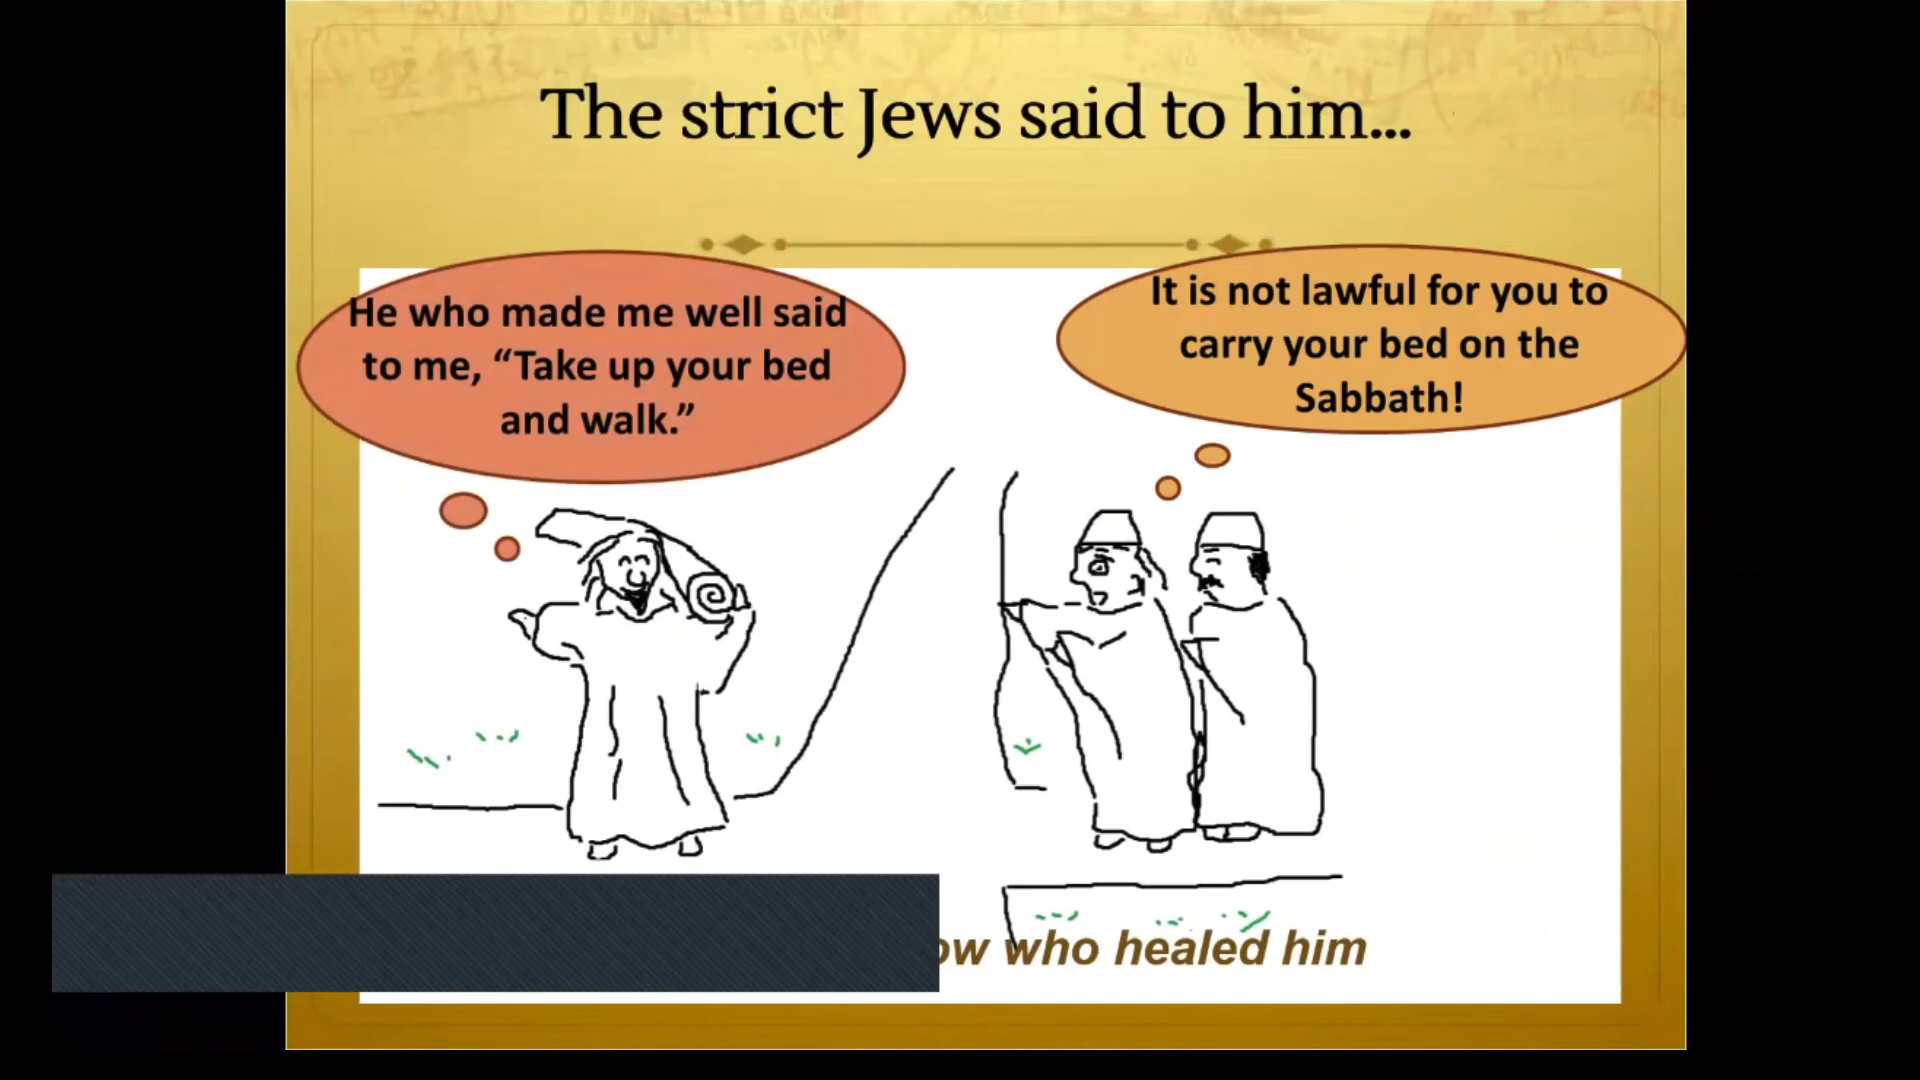 The strict Jews said to him...
He who made me well said
to me, “Take up your bed
and walk.”
It is not lawful for you to
carry your bed on the
Sabbath!
who healed him